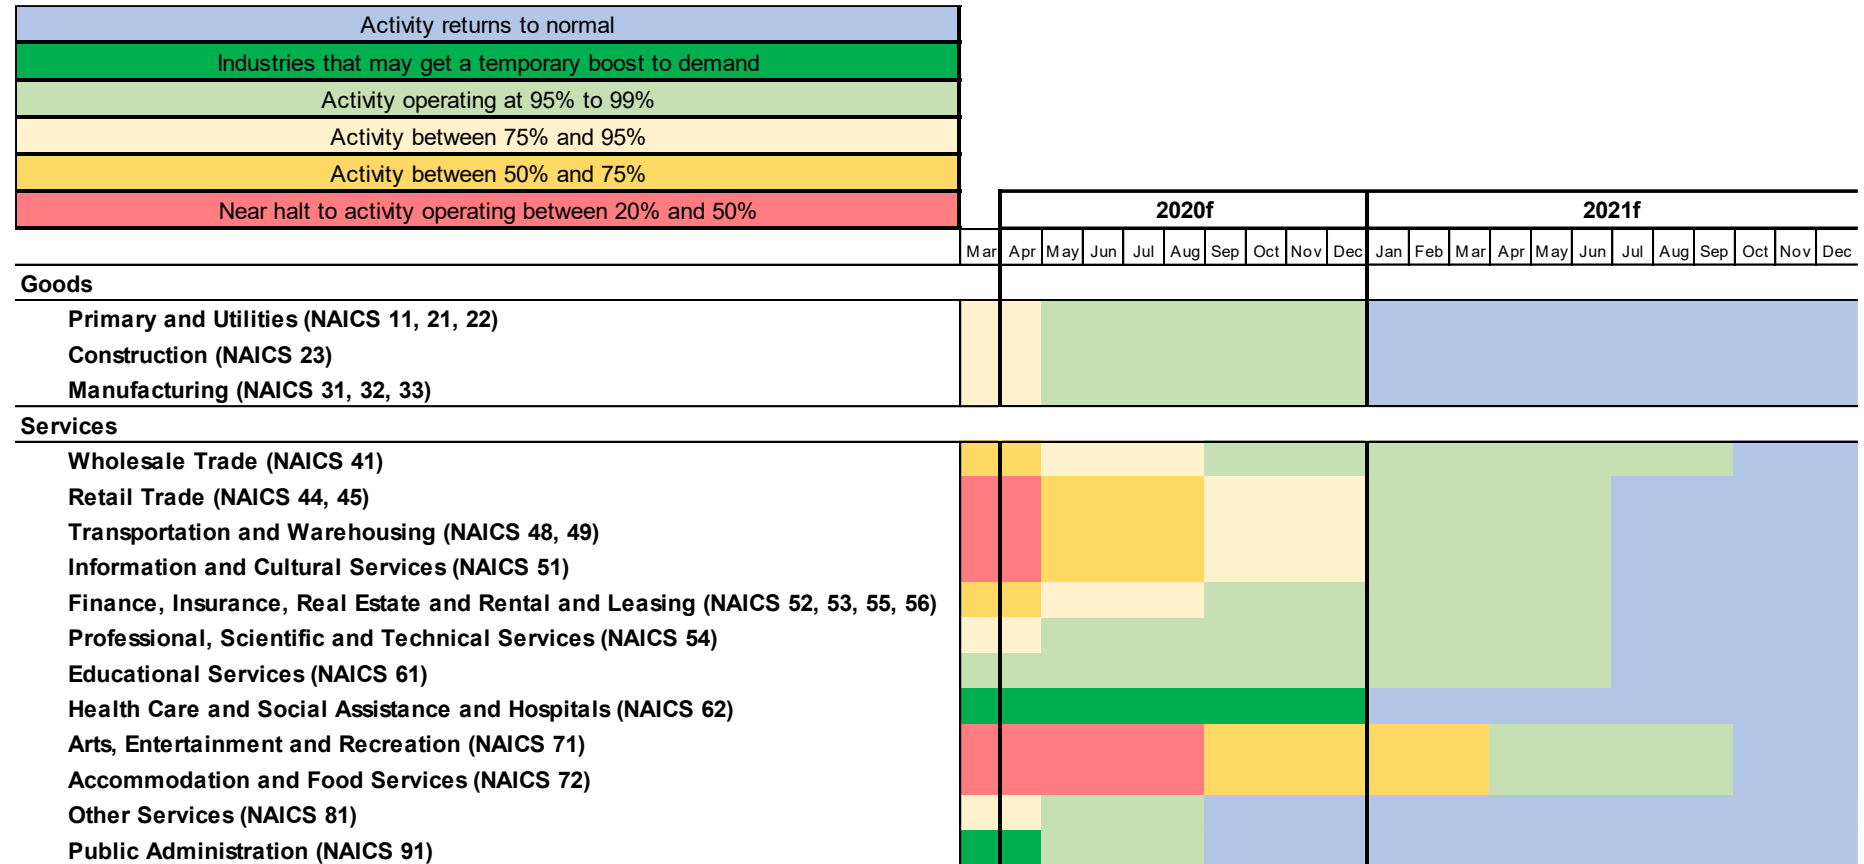 Activity returns to normal
Industries that may get a temporary boost to demand
Activity operating at 95% to 99%
Activity between 75% and 95%
Activity between 50% and 75%
Near halt to activity operating between 20% and 50%
2020f 2021f
Mar Apr May Jun Jul Aug Sep Oct Nov Dec Jan Feb Mar Apr May Jun Jul Aug Sep Oct Nov Dec
Goods
Primary and Utilities (NAICS 11, 21, 22)
Construction (NAICS 23)
Manufacturing (NAICS 31, 32, 33)
Services
Wholesale Trade (NAICS 41)
Retail Trade (NAICS 44, 45)
Transportation and Warehousing (NAICS 48, 49)
Information and Cultural Services (NAICS 51)
Finance, Insurance, Real Estate and Rental and Leasing (NAICS 52, 53, 55, 56)
Professional, Scientific and Technical Services (NAICS 54)
Educational Services (NAICS 61)
Health Care and Social Assistance and Hospitals (NAICS 62)
Arts, Entertainment and Recreation (NAICS 71)
Accommodation and Food Services (NAICS 72)
Other Services (NAICS 81)
Public Administration (NAICS 91)